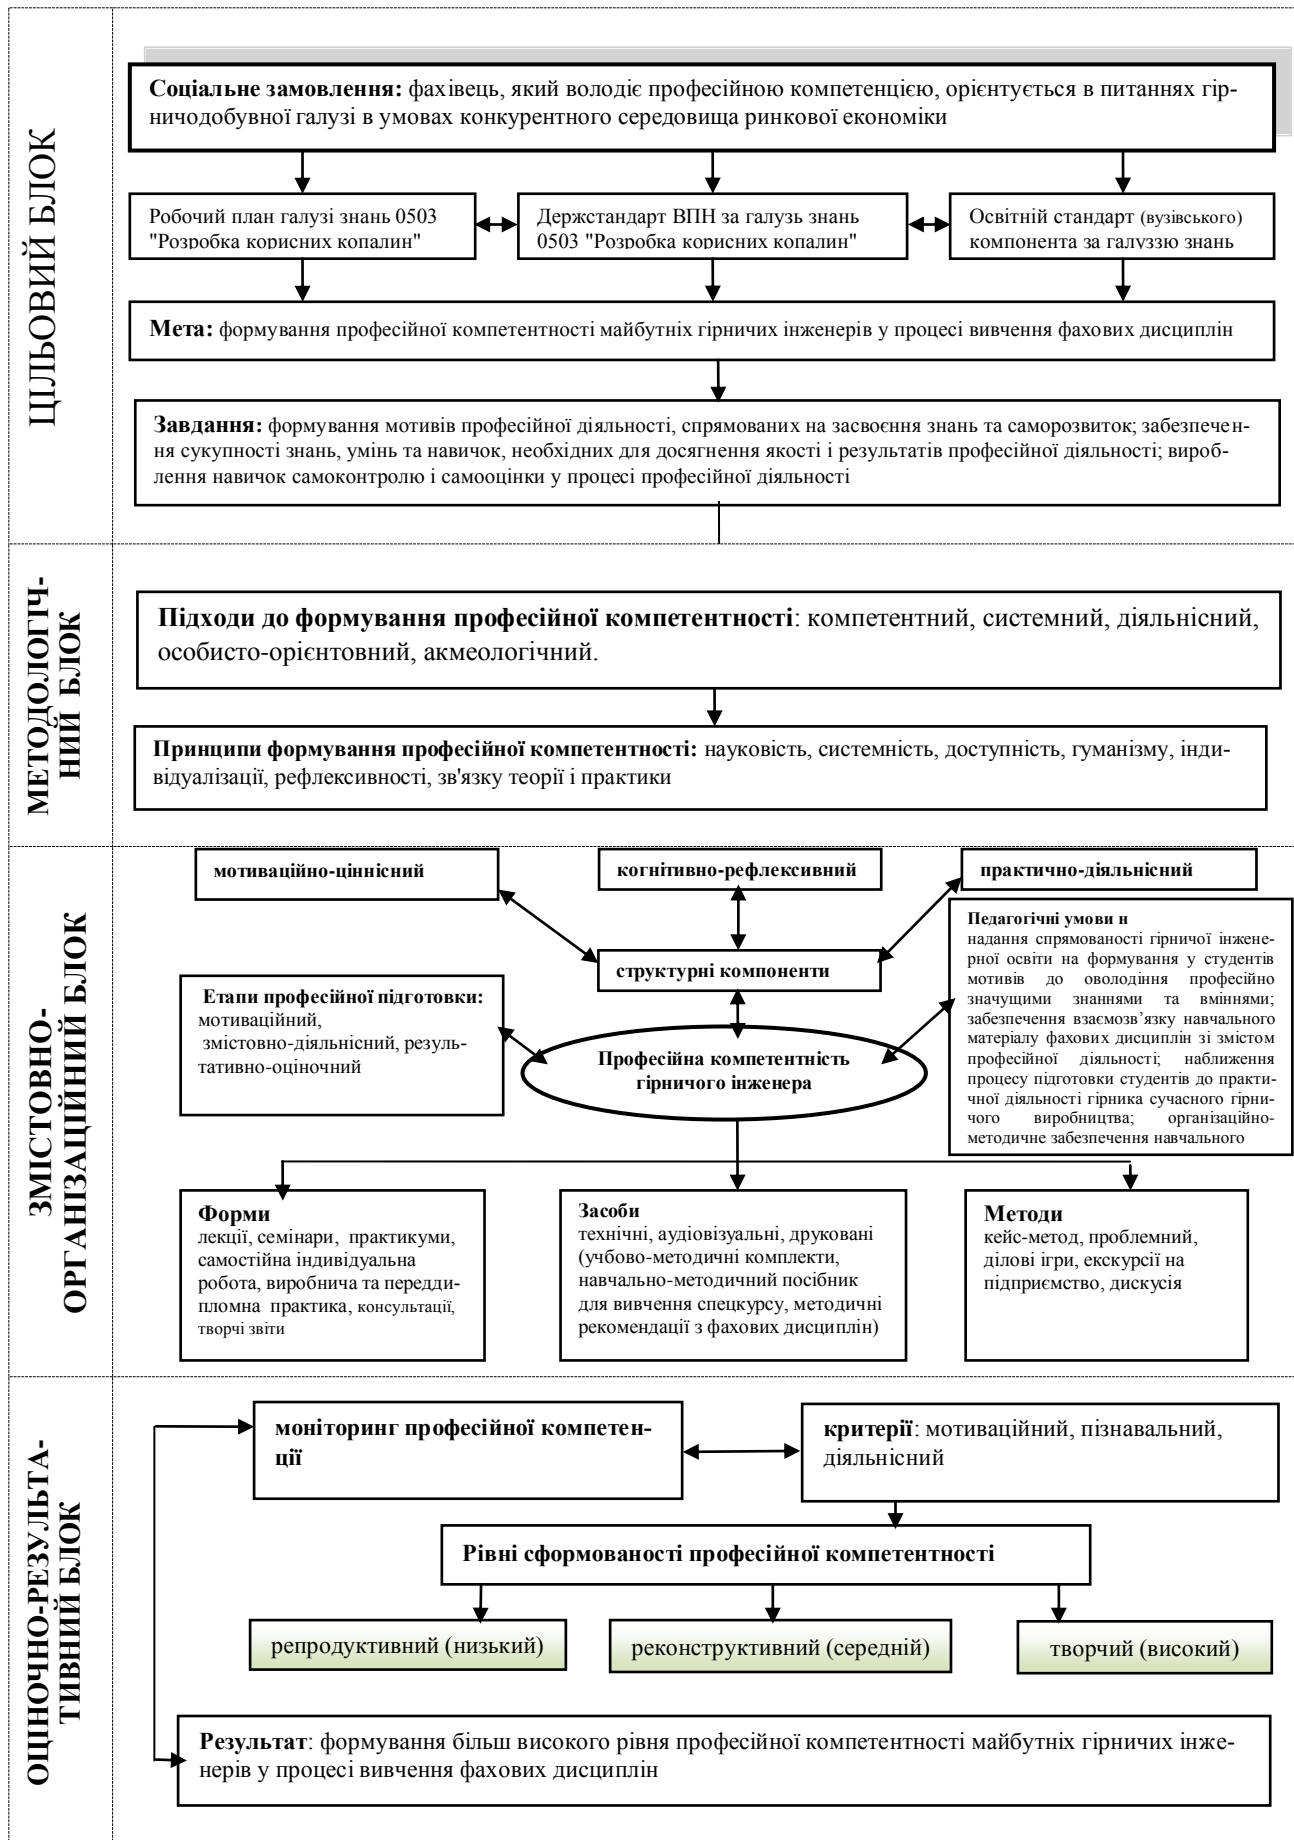 ЦІЛЬОВИЙ БЛОК
Соціальне замовлення: фахівець, який володіє професійною компетенцією, орієнтується в питаннях гір-
ничодобувної галузі в умовах конкурентного середовища ринкової економіки
Робочий план галузі знань 0503
"Розробка корисних копалин"
Держстандарт ВПН за галузь знань
0503 "Розробка корисних копалин"
Освітній стандарт (вузівського)
компонента за галуззю знань
Мета: формування професійної компетентності майбутніх гірничих інженерів у процесі вивчення фахових дисциплін
Завдання: формування мотивів професійної діяльності, спрямованих на засвоєння знань та саморозвиток; забезпечен-
ня сукупності знань, умінь та навичок, необхідних для досягнення якості і результатів професійної діяльності; вироб-
лення навичок самоконтролю і самооцінки у процесі професійної діяльності
МЕТОДОЛОГІЧ-
НИЙ БЛОК
Підходи до формування професійної компетентності: компетентний, системний, діяльнісний,
особисто-орієнтовний, акмеологічний.
Принципи формування професійної компетентності: науковість, системність, доступність, гуманізму, інди-
відуалізації, рефлексивності, зв'язку теорії і практики
ЗМІСТОВНО-
ОРГАНІЗАЦІЙНИЙ БЛОК
мотиваційно-ціннісний
когнітивно-рефлексивний
практично-діяльнісний
структурні компоненти
Етапи професійної підготовки:
мотиваційний,
змістовно-діяльнісний, резуль-
тативно-оціночний
Професійна компетентність
гірничого інженера
Педагогічні умови н
надання спрямованості гірничої інжене-
рної освіти на формування у студентів
мотивів до оволодіння професійно
значущими знаннями та вміннями;
забезпечення взаємозв’язку навчального
матеріалу фахових дисциплін зі змістом
професійної діяльності; наближення
процесу підготовки студентів до практи-
чної діяльності гірника сучасного гірни-
чого виробництва; організаційно-
методичне забезпечення навчального
Форми
лекції, семінари, практикуми,
самостійна індивідуальна
робота, виробнича та передди-
пломна практика, консультації,
творчі звіти
Засоби
технічні, аудіовізуальні, друковані
(учбово-методичні комплекти,
навчально-методичний посібник
для вивчення спецкурсу, методичні
рекомендації з фахових дисциплін)
Методи
кейс-метод, проблемний,
ділові ігри, екскурсії на
підприємство, дискусія
ОЦІНОЧНО-РЕЗУЛЬТА-
ТИВНИЙ БЛОК
моніторинг професійної компетен-
ції
критерії: мотиваційний, пізнавальний,
діяльнісний
Рівні сформованості професійної компетентності
репродуктивний (низький)
реконструктивний (середній)
творчий (високий)
Результат: формування більш високого рівня професійної компетентності майбутніх гірничих інже-
нерів у процесі вивчення фахових дисциплін